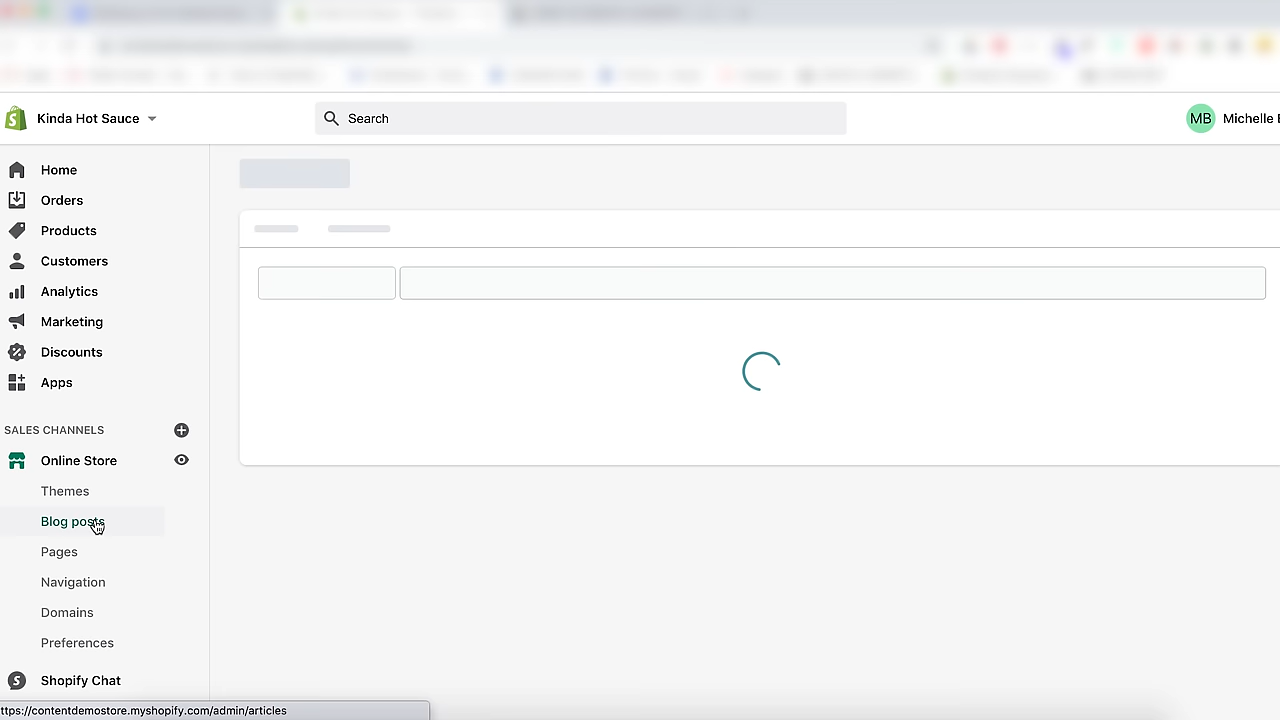 Kinda Hot Sauce
Search
MB
Michelle
Home
Orders
Products
Customers
Analytics
Marketing
Discounts
Apps
SALES CHANNELS
Online Store
Themes
Blog posts
Pages
Navigation
Domains
Preferences
Shopify Chat
ttps://contentdemostore.myshopify.com/admin/articles